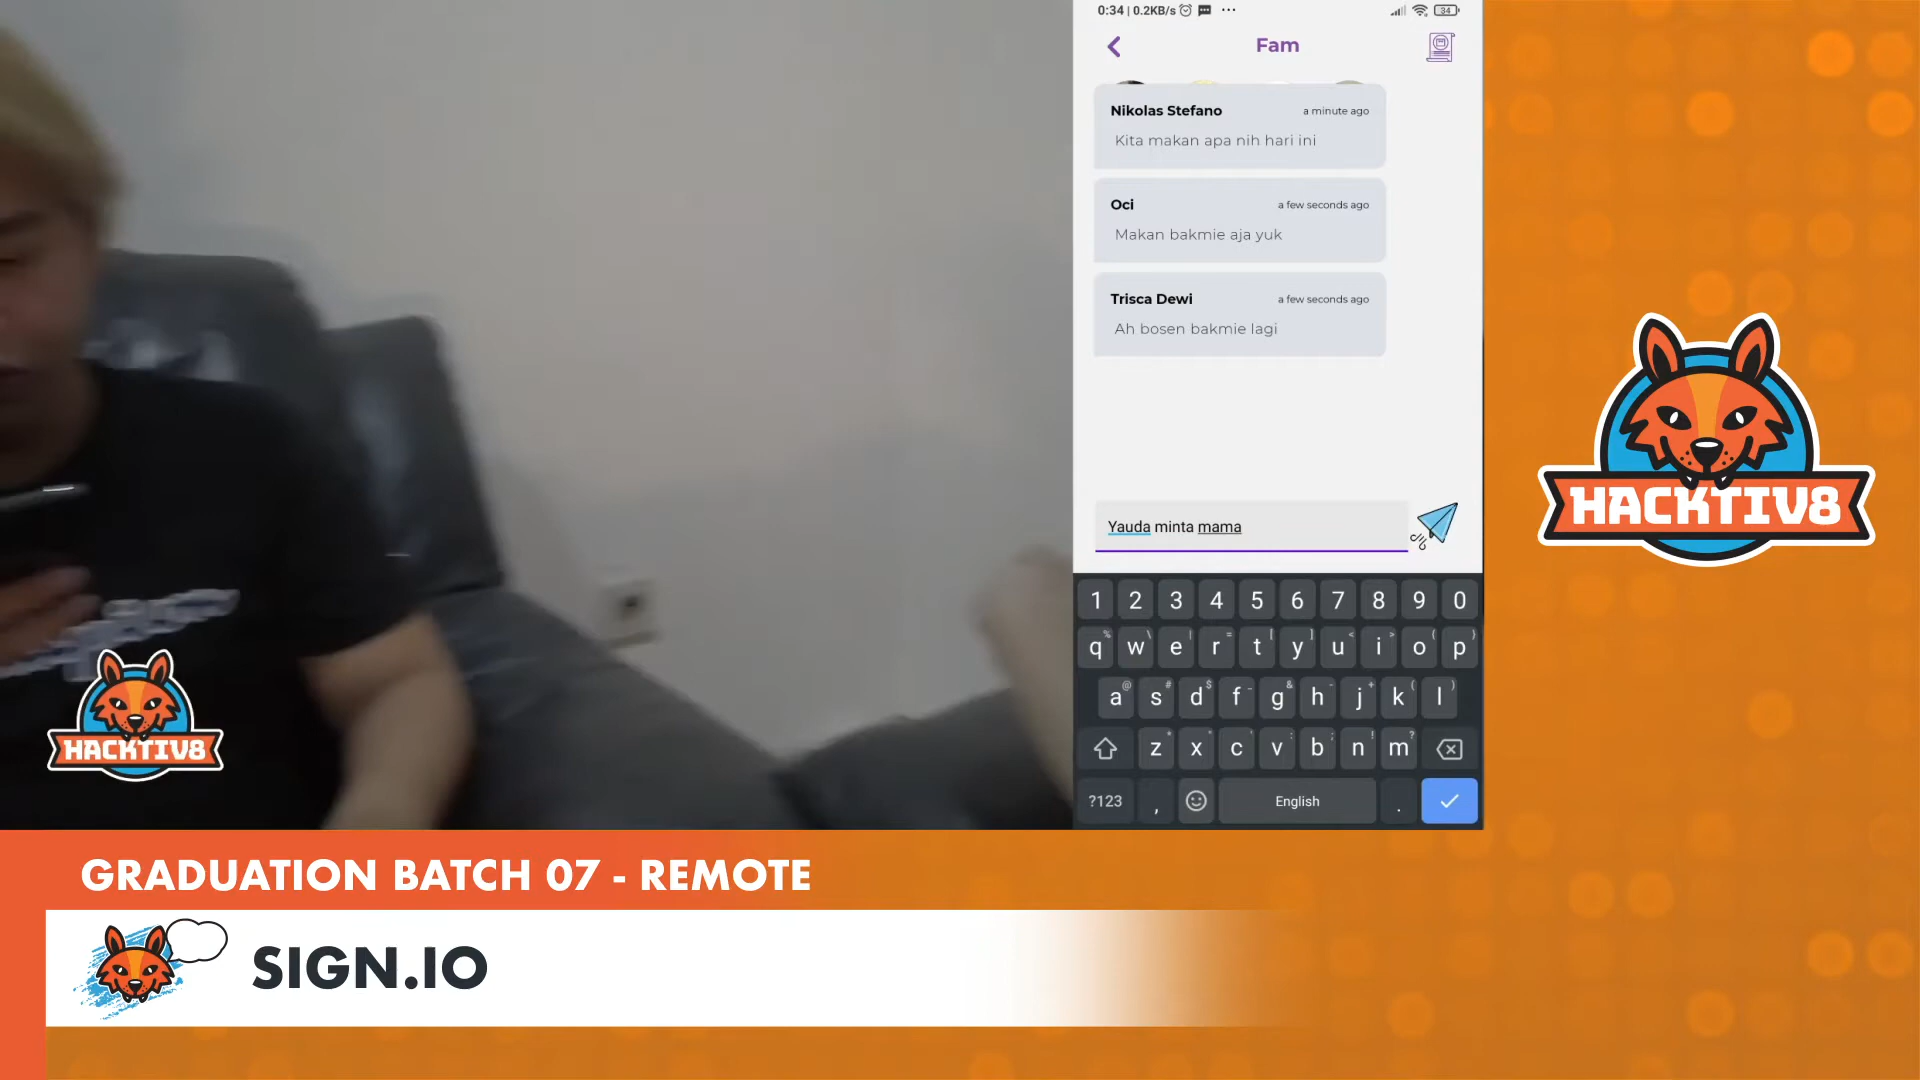 0:34 | 0.2KB/s
34
Fam
Nikolas Stefano
a minute ago
Kita makan apa nih hari ini
Oci
a few seconds ago
Makan bakmie aja yuk
Trisca Dewi
a few seconds ago
Ah bosen bakmie lagi
Yauda minta mama
1 2 3 4 5 6 7 8 9 0
q w e r t y u i o p
a s d f g h j k l
z x c v b n m
?123 , English .
HACKTIV8
HACKTIV8
GRADUATION BATCH 07 - REMOTE
SIGN.IO